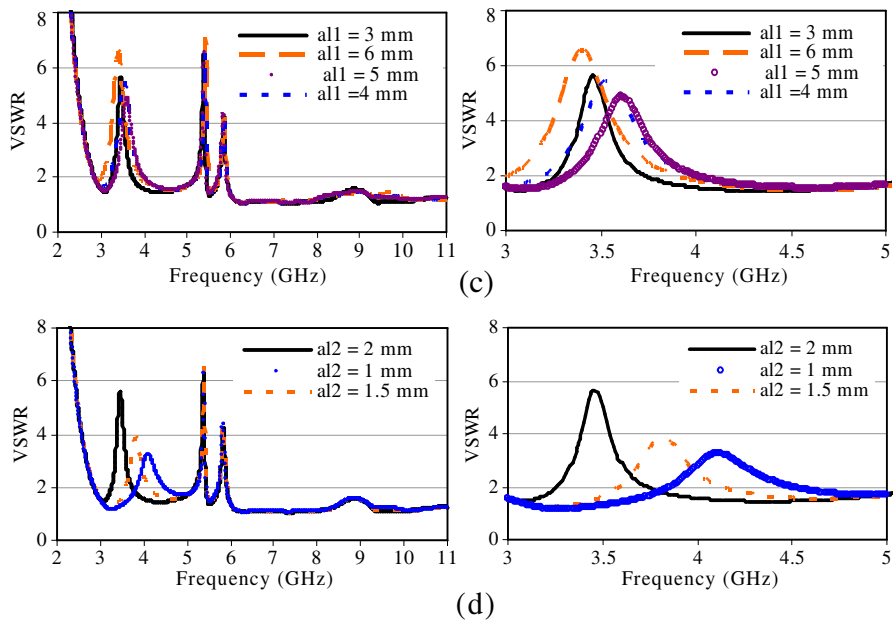 8
6
4
2
0
VSWR
al1 = 3 mm
al1 = 6 mm
al1 = 5 mm
al1 =4 mm
2 3 4 5 6 7 8 9 10 11
Frequency (GHz)
8
6
4
2
0
VSWR
al1 = 3 mm
al1 = 6 mm
al1 = 5 mm
al1 =4 mm
3 3.5 4 4.5 5
Frequency (GHz)
(c)
8
6
4
2
0
VSWR
al2 = 2 mm
al2 = 1 mm
al2 = 1.5 mm
2 3 4 5 6 7 8 9 10 11
Frequency (GHz)
8
6
4
2
0
VSWR
al2 = 2 mm
al2 = 1 mm
al2 = 1.5 mm
3 3.5 4 4.5 5
Frequency (GHz)
(d)